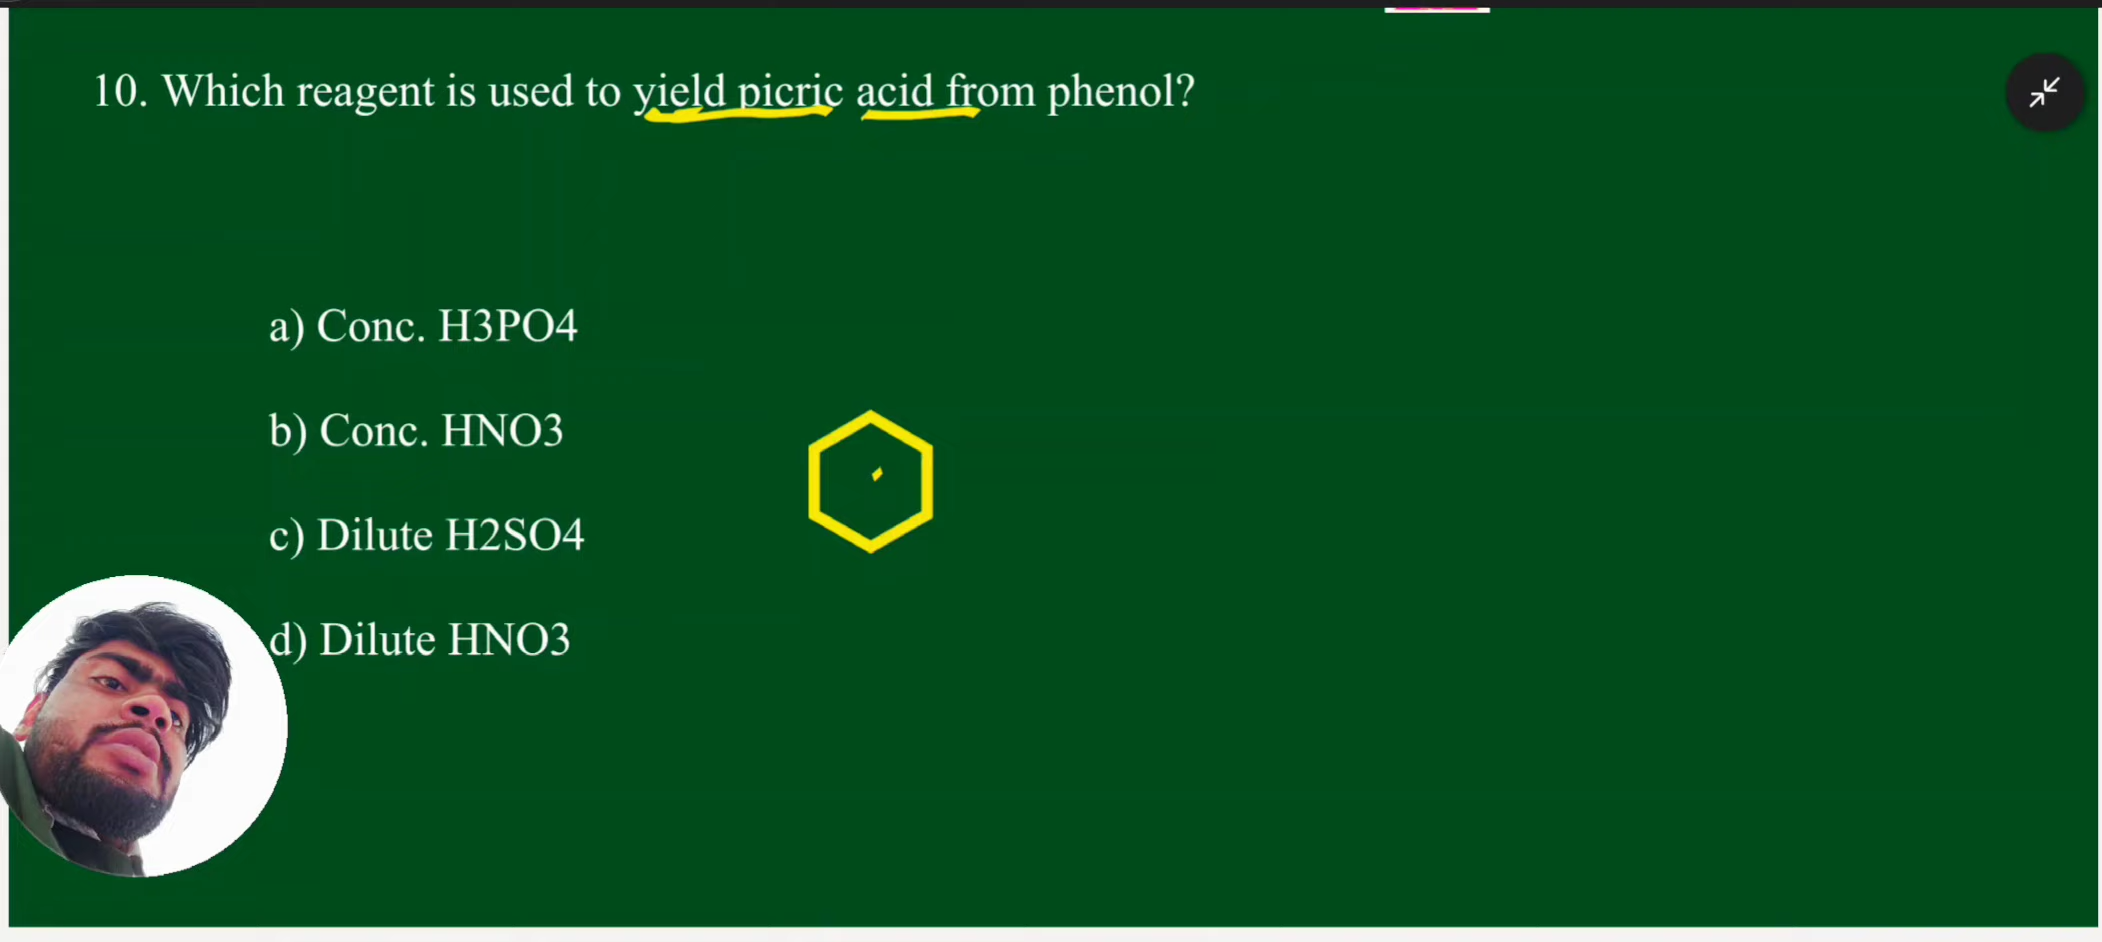 10. Which reagent is used to yield picric acid from phenol?
a) Conc. H3PO4
b) Conc. HNO3
c) Dilute H2SO4
d) Dilute HNO3